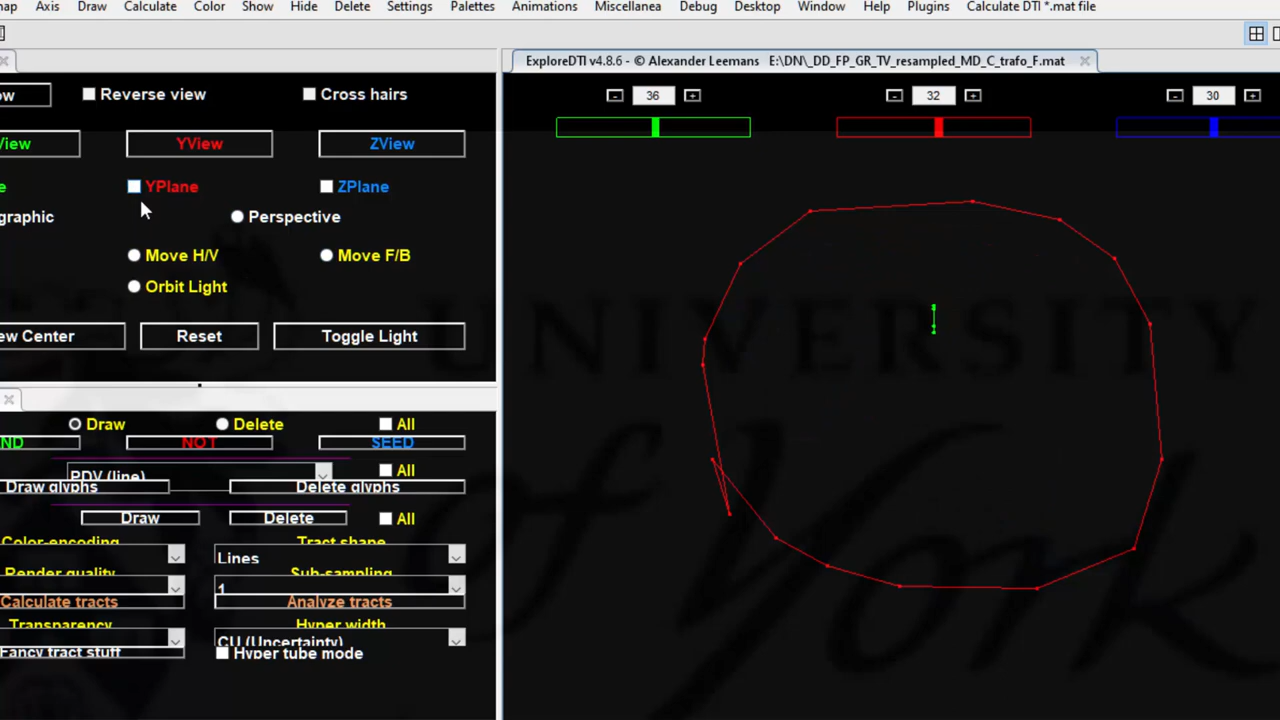 map Axis Draw Calculate Color Show Hide Delete Settings Palettes Animations Miscellanea Debug Desktop Window Help Plugins Calculate DTI *.mat file
ExploreDTI v4.8.6 - © Alexander Leemans E:\DN\_DD_FP_GR_TV_resampled_MD_C_trafo_F.mat
ow Reverse view Cross hairs
- 36 + - 32 + - 30 +
View YView ZView
e YPlane ZPlane
graphic Perspective
Move H/V Move F/B
Orbit Light
ew Center Reset Toggle Light
UNIVERSITY
of York
Draw Delete All
ND NOT SEED
PDV (line) All
Draw glyphs Delete glyphs
Draw Delete All
Color-encoding Tract shape
Lines
Render quality Sub-sampling
1
Calculate tracts Analyze tracts
Transparency Hyper width
CU (Uncertainty)
Fancy tract stuff Hyper tube mode